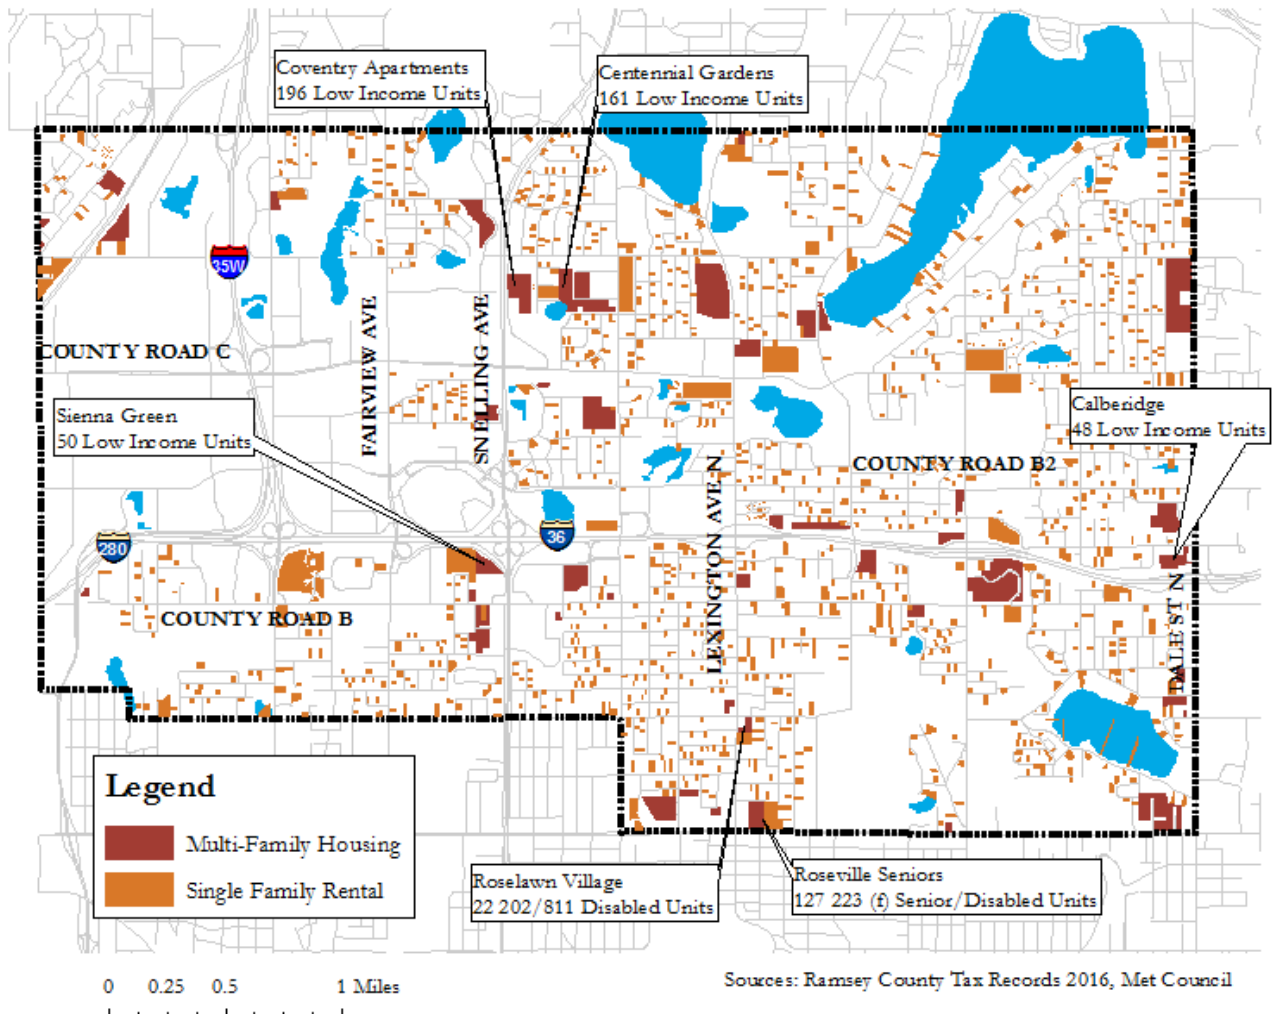 Coventry Apartments
196 Low Income Units
Centennial Gardens
161 Low Income Units
35W
COUNTY ROAD C
FAIRVIEW AVE
SNELLING AVE
Sienna Green
50 Low Income Units
Calberidge
48 Low Income Units
COUNTY ROAD B2
LEXINGTON AVE N
280
36
COUNTY ROAD B
DALE ST N
Legend
Multi-Family Housing
Single Family Rental
Roselawn Village
22 202/811 Disabled Units
Roseville Seniors
127 223 (f) Senior/Disabled Units
0 0.25 0.5 1 Miles
Sources: Ramsey County Tax Records 2016, Met Council